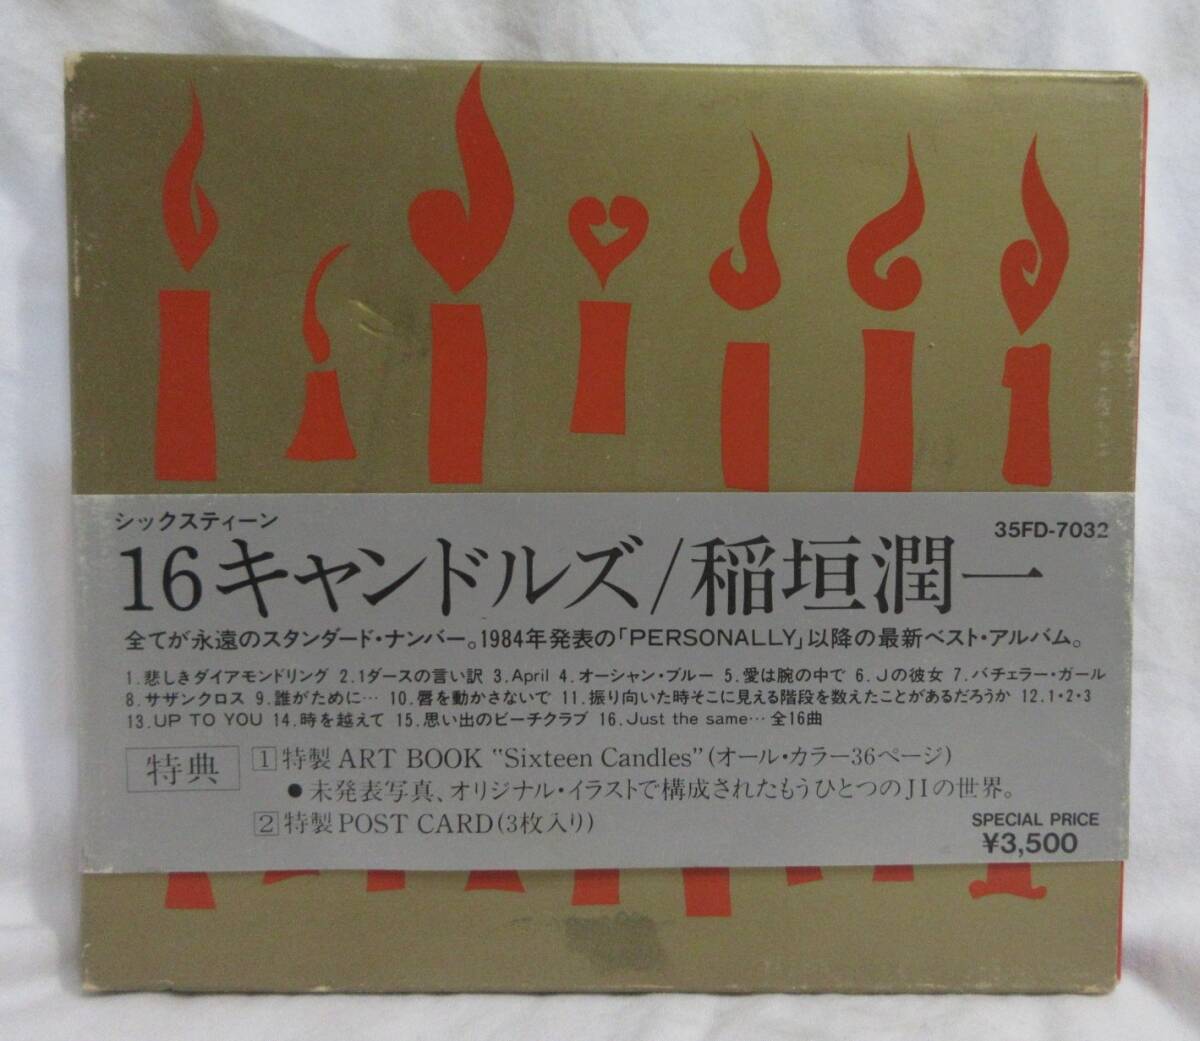 シックスティーン
35FD-7032
16キャンドルズ/稲垣潤一
全てが永遠のスタンダード・ナンバー。1984年発表の「PERSONALLY」以降の最新ベスト・アルバム。
1.悲しきダイアモンドリング 2.1ダースの言い訳 3.April 4.オーシャン・ブルー 5.愛は腕の中で 6.Jの彼女 7.バチェラー・ガール
8.サザンクロス 9.誰がために… 10.唇を動かさないで 11.振り向いた時そこに見える階段を数えたことがあるだろうか 12.1・2・3
13.UP TO YOU 14.時を越えて 15.思い出のビーチクラブ 16.Just the same… 全16曲
特典
1 特製 ART BOOK “Sixteen Candles”(オール・カラー36ページ)
●未発表写真、オリジナル・イラストで構成されたもうひとつのJIの世界。
2 特製POST CARD(3枚入り)
SPECIAL PRICE
¥3,500